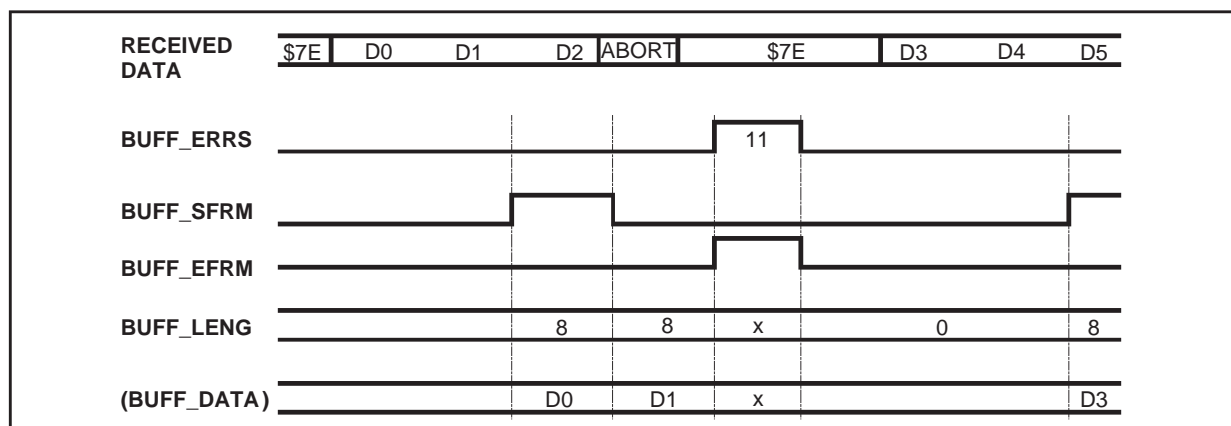 RECEIVED DATA $7E D0 D1 D2 ABORT $7E D3 D4 D5
BUFF_ERRS 11
BUFF_SFRM
BUFF_EFRM
BUFF_LENG 8 8 x 0 8
(BUFF_DATA) D0 D1 x D3